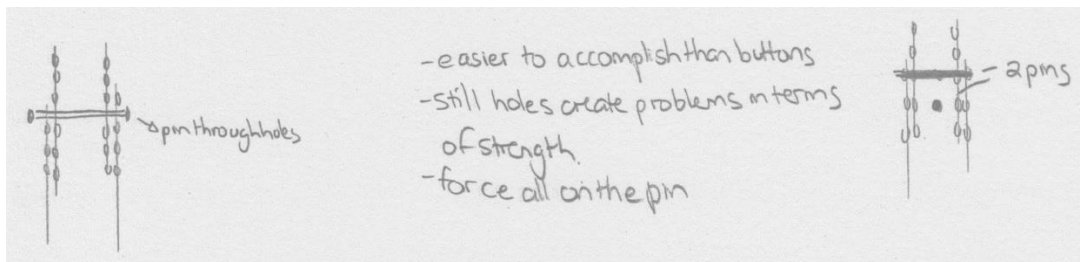 -easier to accomplish than buttons
-still holes create problems in terms
of strength.
-force all on the pin
pin through holes
2 pins